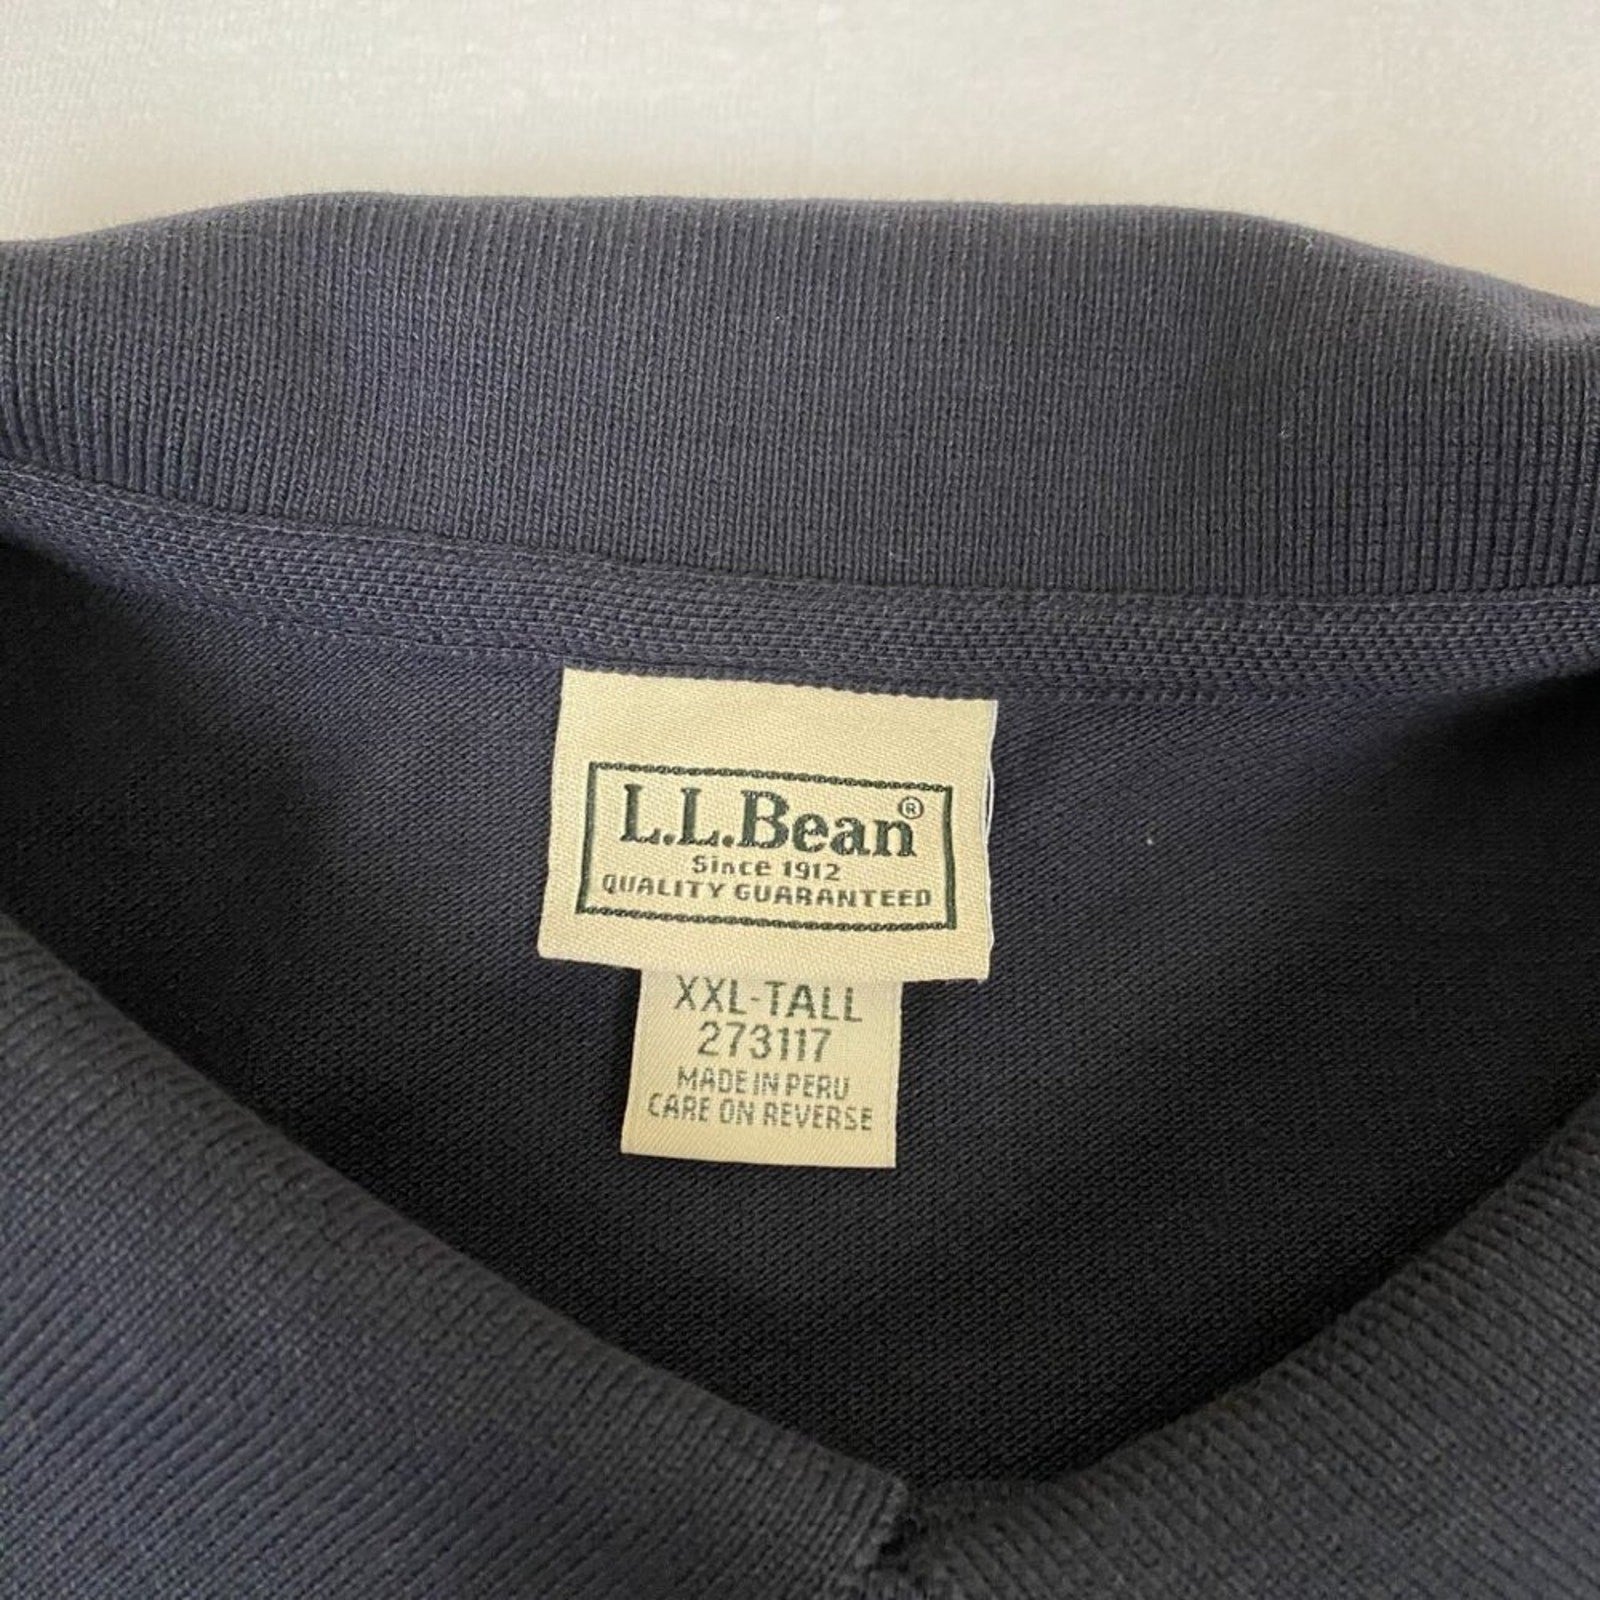 L.L.Bean®
Since 1912
QUALITY GUARANTEED
XXL-TALL
273117
MADE IN PERU
CARE ON REVERSE